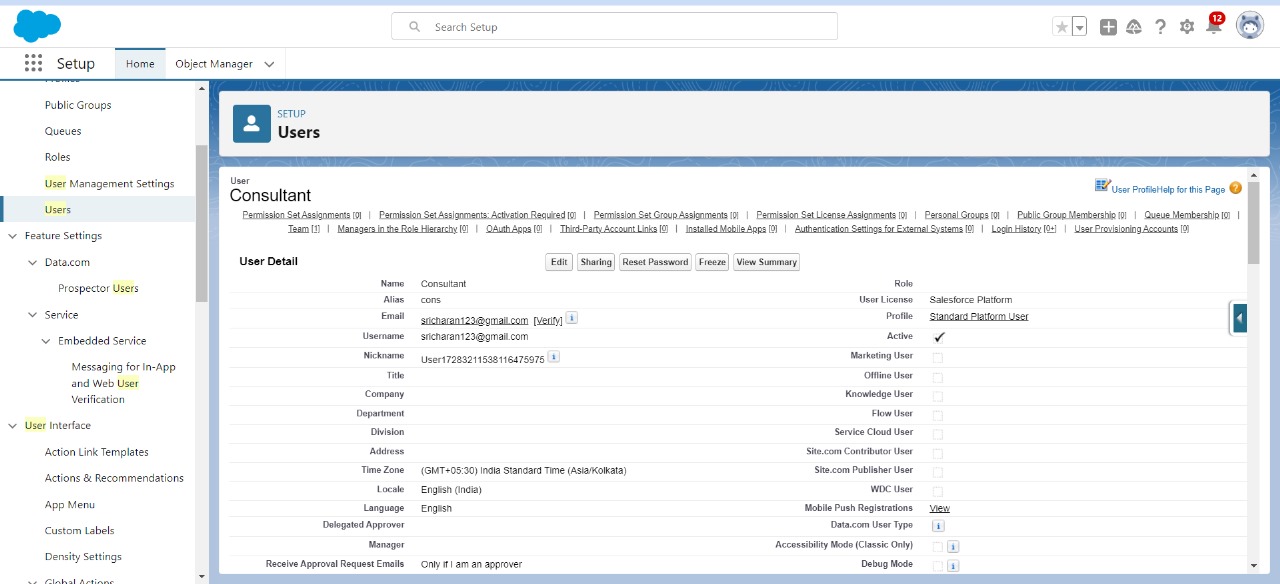 Search Setup
12
Setup
Home
Object Manager
Public Groups
Queues
Roles
User Management Settings
Users
Feature Settings
Data.com
Prospector Users
Service
Embedded Service
Messaging for In-App
and Web User
Verification
User Interface
Action Link Templates
Actions & Recommendations
App Menu
Custom Labels
Density Settings
Global Actions
SETUP
Users
User
Consultant
User ProfileHelp for this Page ?
Permission Set Assignments [0] | Permission Set Assignments: Activation Required [0] | Permission Set Group Assignments [0] | Permission Set License Assignments [0] | Personal Groups [0] | Public Group Membership [0] | Queue Membership [0] |
Team [1] | Managers in the Role Hierarchy [0] | OAuth Apps [0] | Third-Party Account Links [0] | Installed Mobile Apps [0] | Authentication Settings for External Systems [0] | Login History [0+] | User Provisioning Accounts [0]
User Detail
Edit Sharing Reset Password Freeze View Summary
Name Consultant Role
Alias cons User License Salesforce Platform
Email sricharan123@gmail.com [Verify] i Profile Standard Platform User
Username sricharan123@gmail.com Active
Nickname User17283211538116475975 i Marketing User
Title Offline User
Company Knowledge User
Department Flow User
Division Service Cloud User
Address Site.com Contributor User
Time Zone (GMT+05:30) India Standard Time (Asia/Kolkata) Site.com Publisher User
Locale English (India) WDC User
Language English Mobile Push Registrations View
Delegated Approver Data.com User Type i
Manager Accessibility Mode (Classic Only) i
Receive Approval Request Emails Only if I am an approver Debug Mode i